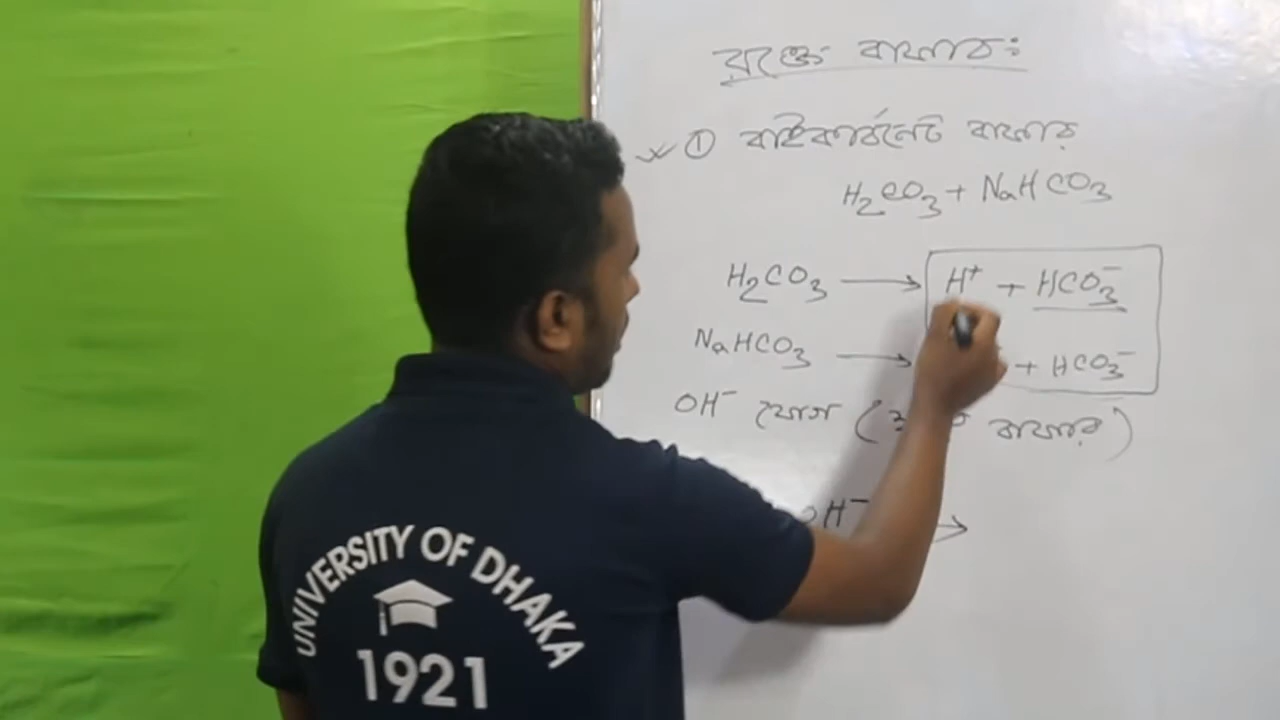 রক্তে বাফার:
① বাইকার্বনেট বাফার
H₂CO₃ + NaHCO₃
H₂CO₃ ⟶ H⁺ + HCO₃⁻
NaHCO₃ ⟶ + HCO₃⁻
OH⁻ যোগ ( বাফার)
OH⁻ →
UNIVERSITY OF DHAKA
1921